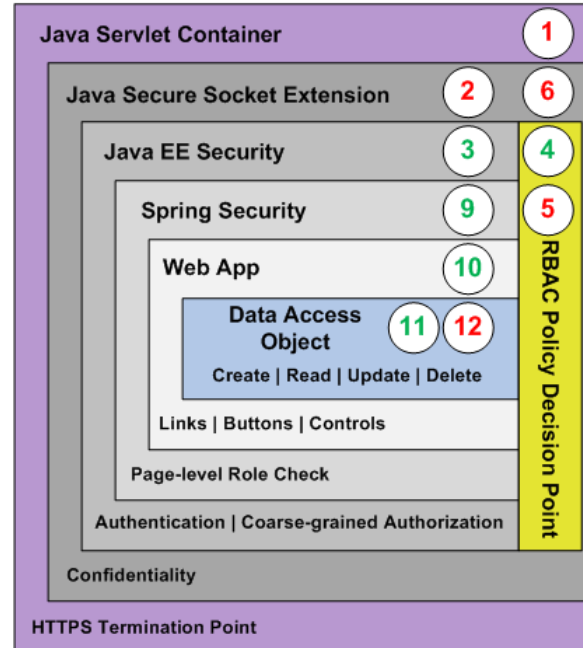 Java Servlet Container 1
Java Secure Socket Extension 2 6
Java EE Security 3 4
Spring Security 9 5
Web App 10
Data Access 11 12
Object
Create | Read | Update | Delete
Links | Buttons | Controls
Page-level Role Check
Authentication | Coarse-grained Authorization
Confidentiality
HTTPS Termination Point
RBAC Policy Decision Point